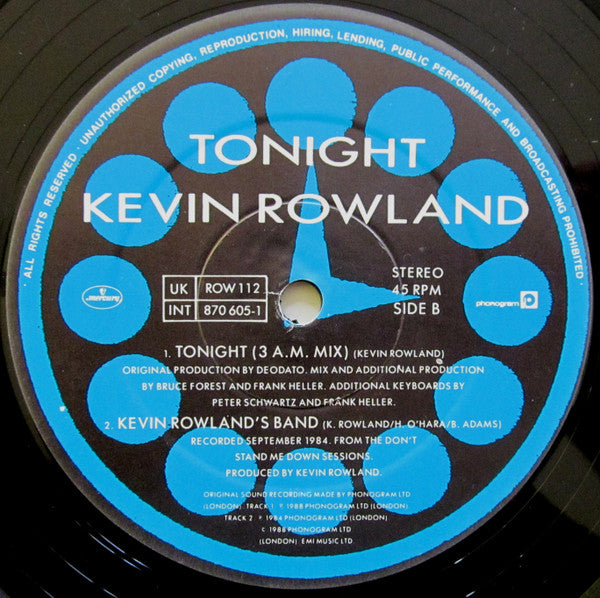 · ALL RIGHTS RESERVED · UNAUTHORIZED COPYING, REPRODUCTION, HIRING, LENDING, PUBLIC PERFORMANCE AND BROADCASTING PROHIBITED ·
TONIGHT
KEVIN ROWLAND
mercury
UK ROW 112
INT 870 605-1
STEREO
45 RPM
SIDE B
phonogram p
1. TONIGHT (3 A.M. MIX) (KEVIN ROWLAND)
ORIGINAL PRODUCTION BY DEODATO. MIX AND ADDITIONAL PRODUCTION
BY BRUCE FOREST AND FRANK HELLER. ADDITIONAL KEYBOARDS BY
PETER SCHWARTZ AND FRANK HELLER.
2. KEVIN ROWLAND'S BAND (K. ROWLAND/H. O'HARA/B. ADAMS)
RECORDED SEPTEMBER 1984. FROM THE DON'T
STAND ME DOWN SESSIONS.
PRODUCED BY KEVIN ROWLAND.
ORIGINAL SOUND RECORDING MADE BY PHONOGRAM LTD
(LONDON). TRACK 1 ℗ 1988 PHONOGRAM LTD (LONDON)
TRACK 2 ℗ 1984 PHONOGRAM LTD (LONDON)
© 1988 PHONOGRAM LTD
(LONDON) EMI MUSIC LTD.